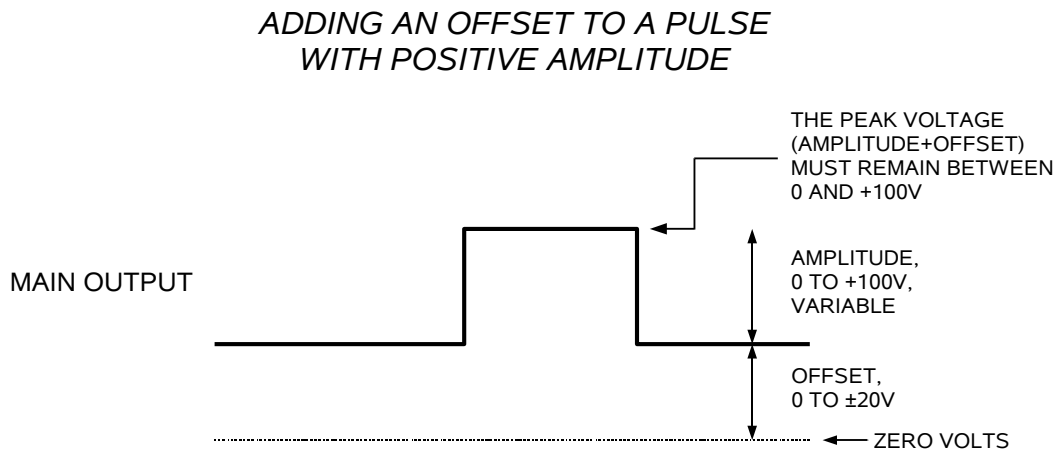 ADDING AN OFFSET TO A PULSE
WITH POSITIVE AMPLITUDE
THE PEAK VOLTAGE
(AMPLITUDE+OFFSET)
MUST REMAIN BETWEEN
0 AND +100V
MAIN OUTPUT
AMPLITUDE,
0 TO +100V,
VARIABLE
OFFSET,
0 TO ±20V
ZERO VOLTS